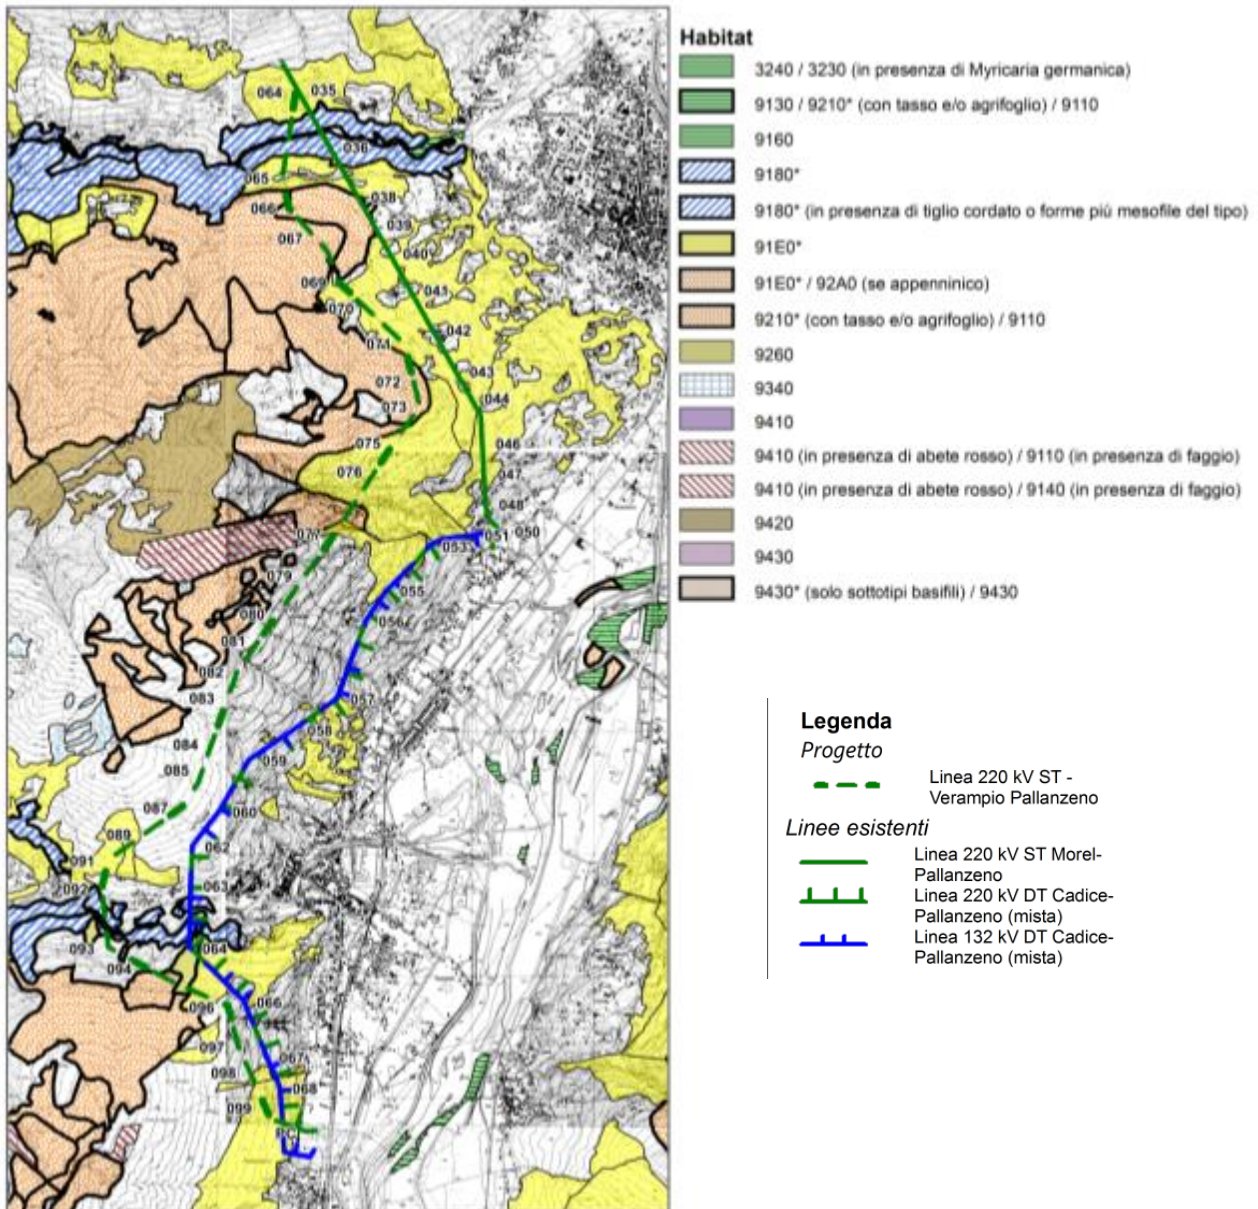 Habitat
3240 / 3230 (in presenza di Myricaria germanica)
9130 / 9210* (con tasso e/o agrifoglio) / 9110
9160
9180*
9180* (in presenza di tiglio cordato o forme più mesofile del tipo)
91E0*
91E0* / 92A0 (se appenninico)
9210* (con tasso e/o agrifoglio) / 9110
9260
9340
9410
9410 (in presenza di abete rosso) / 9110 (in presenza di faggio)
9410 (in presenza di abete rosso) / 9140 (in presenza di faggio)
9420
9430
9430* (solo sottotipi basifili) / 9430
Legenda
Progetto
Linea 220 kV ST -
Verampio Pallanzeno
Linee esistenti
Linea 220 kV ST Morel-
Pallanzeno
Linea 220 kV DT Cadice-
Pallanzeno (mista)
Linea 132 kV DT Cadice-
Pallanzeno (mista)
064
035
036
065
038
066
039
067
040
069
041
070
042
071
043
072
044
073
075
046
076
047
048
077
051
050
053
079
055
080
056
081
082
083
057
058
084
059
085
087
060
089
062
091
092
063
093
064
094
096
066
097
067
098
068
099
PC